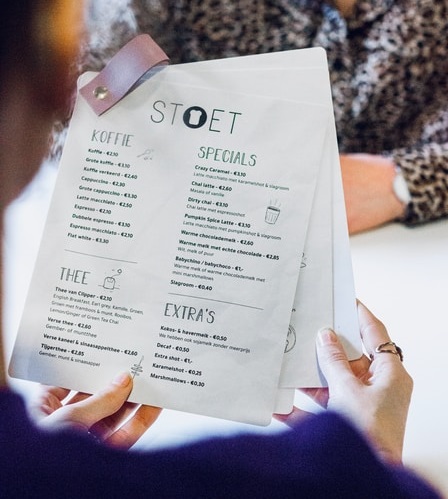 STOET
KOFFIE
Koffie - €2,10
Grote koffie - €3,10
Koffie verkeerd - €2,40
Cappuccino - €2,30
Grote cappuccino - €3,30
Latte macchiato - €2,50
Espresso - €2,10
Dubbele espresso - €3,10
Espresso macchiato - €2,10
Flat white - €3,30
THEE
Thee van Clipper - €2,10
English Breakfast, Earl grey, Kamille, Groen,
Groen met framboos & munt, Rooibos,
Lemon/Ginger of Green Tea Chai
Verse thee - €2,60
Gember- of muntthee
Verse kaneel & sinaasappelthee - €2,60
Tijgerthee - €2,85
Gember, munt & sinaasappel
SPECIALS
Crazy Caramel - €3,10
Latte macchiato met karamelshot & slagroom
Chai latte - €2,60
Masala of vanille
Dirty chai - €3,10
Chai latte met espressoshot
Pumpkin Spice Latte - €3,10
Latte macchiato met pumpkinshot & slagroom
Warme chocolademelk - €2,60
Warme melk met echte chocolade - €2,85
Wit, melk of puur
Babychino / babychoco - €1,-
Warme melk of warme chocolademelk met
mini marshmallows
Slagroom - €0,40
EXTRA'S
Kokos- & havermelk - €0,50
We hebben ook sojamelk zonder meerprijs
Decaf - €0,50
Extra shot - €1,-
Karamelshot - €0,25
Marshmallows - €0,30